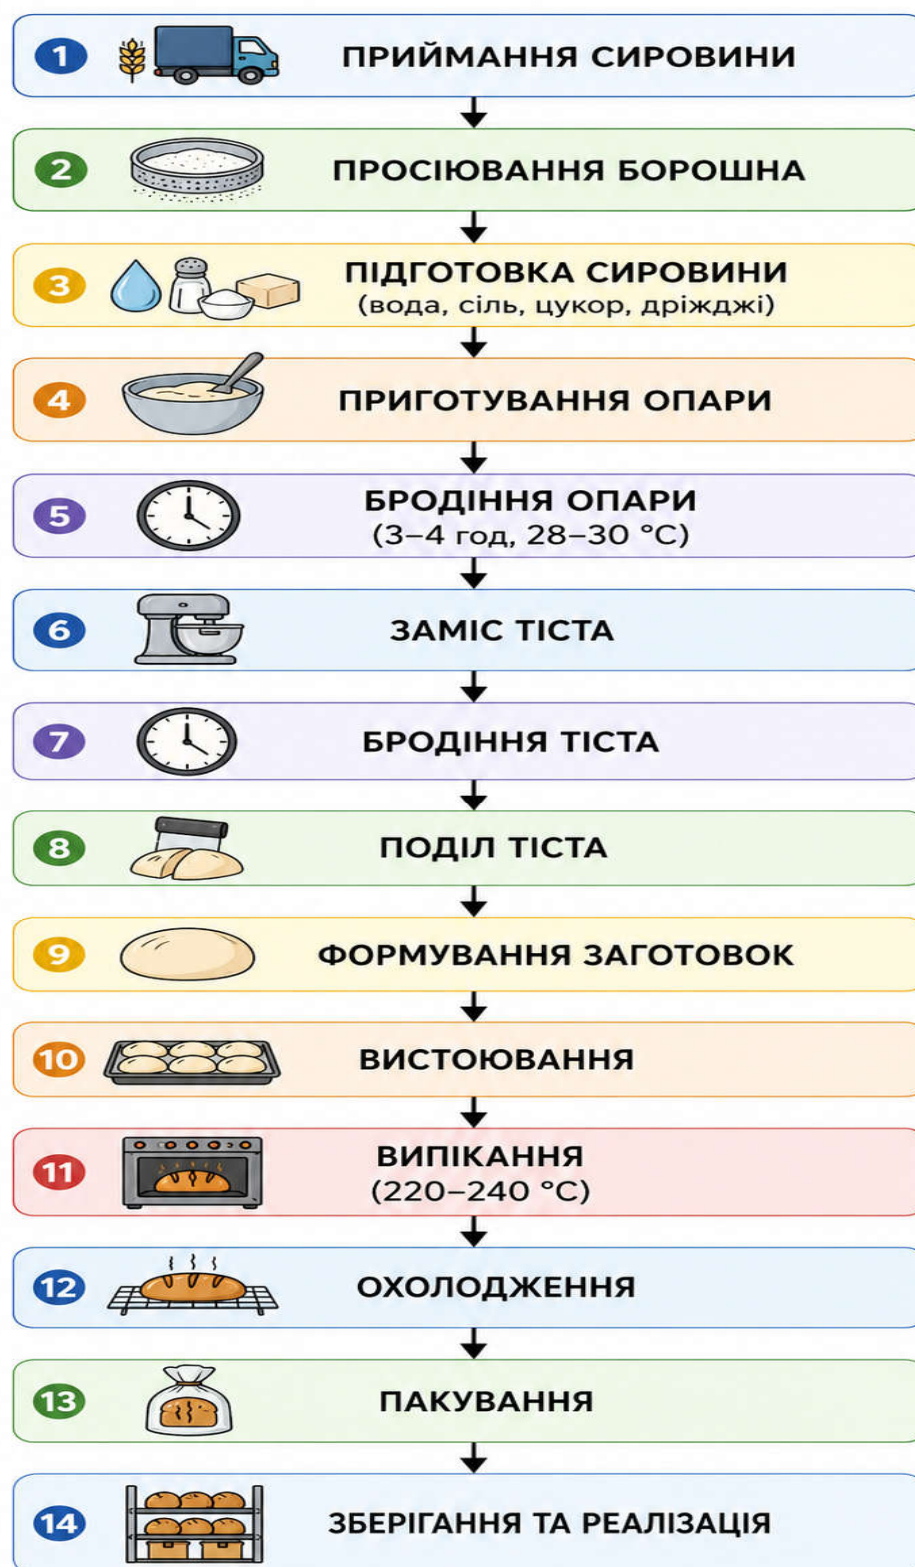 1 ПРИЙМАННЯ СИРОВИНИ
2 ПРОСІЮВАННЯ БОРОШНА
3 ПІДГОТОВКА СИРОВИНИ
(вода, сіль, цукор, дріжджі)
4 ПРИГОТУВАННЯ ОПАРИ
5 БРОДІННЯ ОПАРИ
(3–4 год, 28–30 °C)
6 ЗАМІС ТІСТА
7 БРОДІННЯ ТІСТА
8 ПОДІЛ ТІСТА
9 ФОРМУВАННЯ ЗАГОТОВОК
10 ВИСТОЮВАННЯ
11 ВИПІКАННЯ
(220–240 °C)
12 ОХОЛОДЖЕННЯ
13 ПАКУВАННЯ
14 ЗБЕРІГАННЯ ТА РЕАЛІЗАЦІЯ